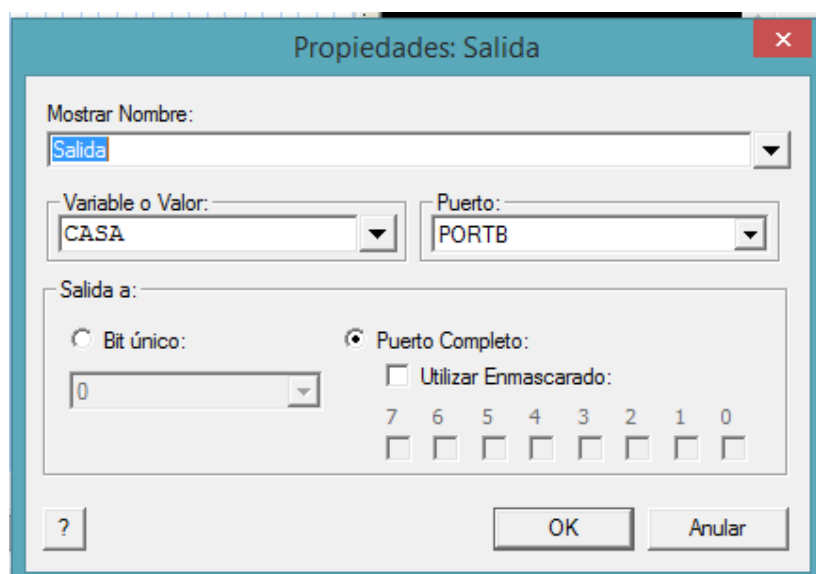 Propiedades: Salida
Mostrar Nombre:
Salida
Variable o Valor:
Puerto:
CASA
PORTB
Salida a:
Bit único:
Puerto Completo:
0
Utilizar Enmascarado:
7 6 5 4 3 2 1 0
?
OK
Anular